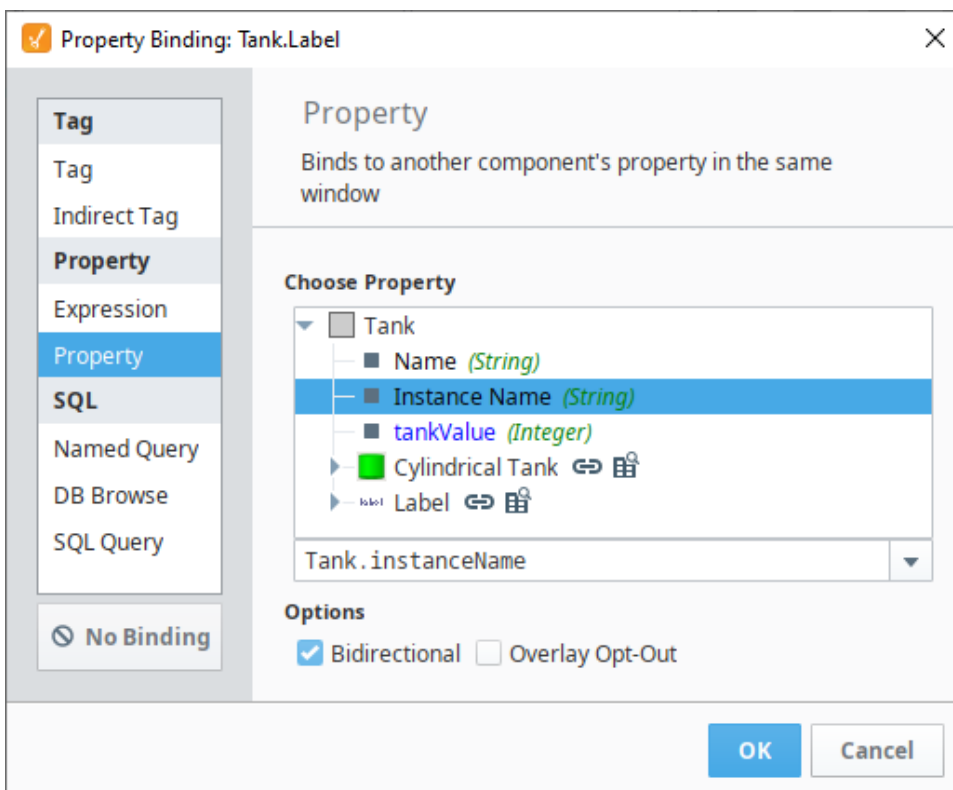 Property Binding: Tank.Label
Tag
Tag
Indirect Tag
Property
Expression
Property
SQL
Named Query
DB Browse
SQL Query
No Binding
Property
Binds to another component's property in the same
window
Choose Property
Tank
Name (String)
Instance Name (String)
tankValue (Integer)
Cylindrical Tank
label Label
Tank.instanceName
Options
Bidirectional Overlay Opt-Out
OK Cancel